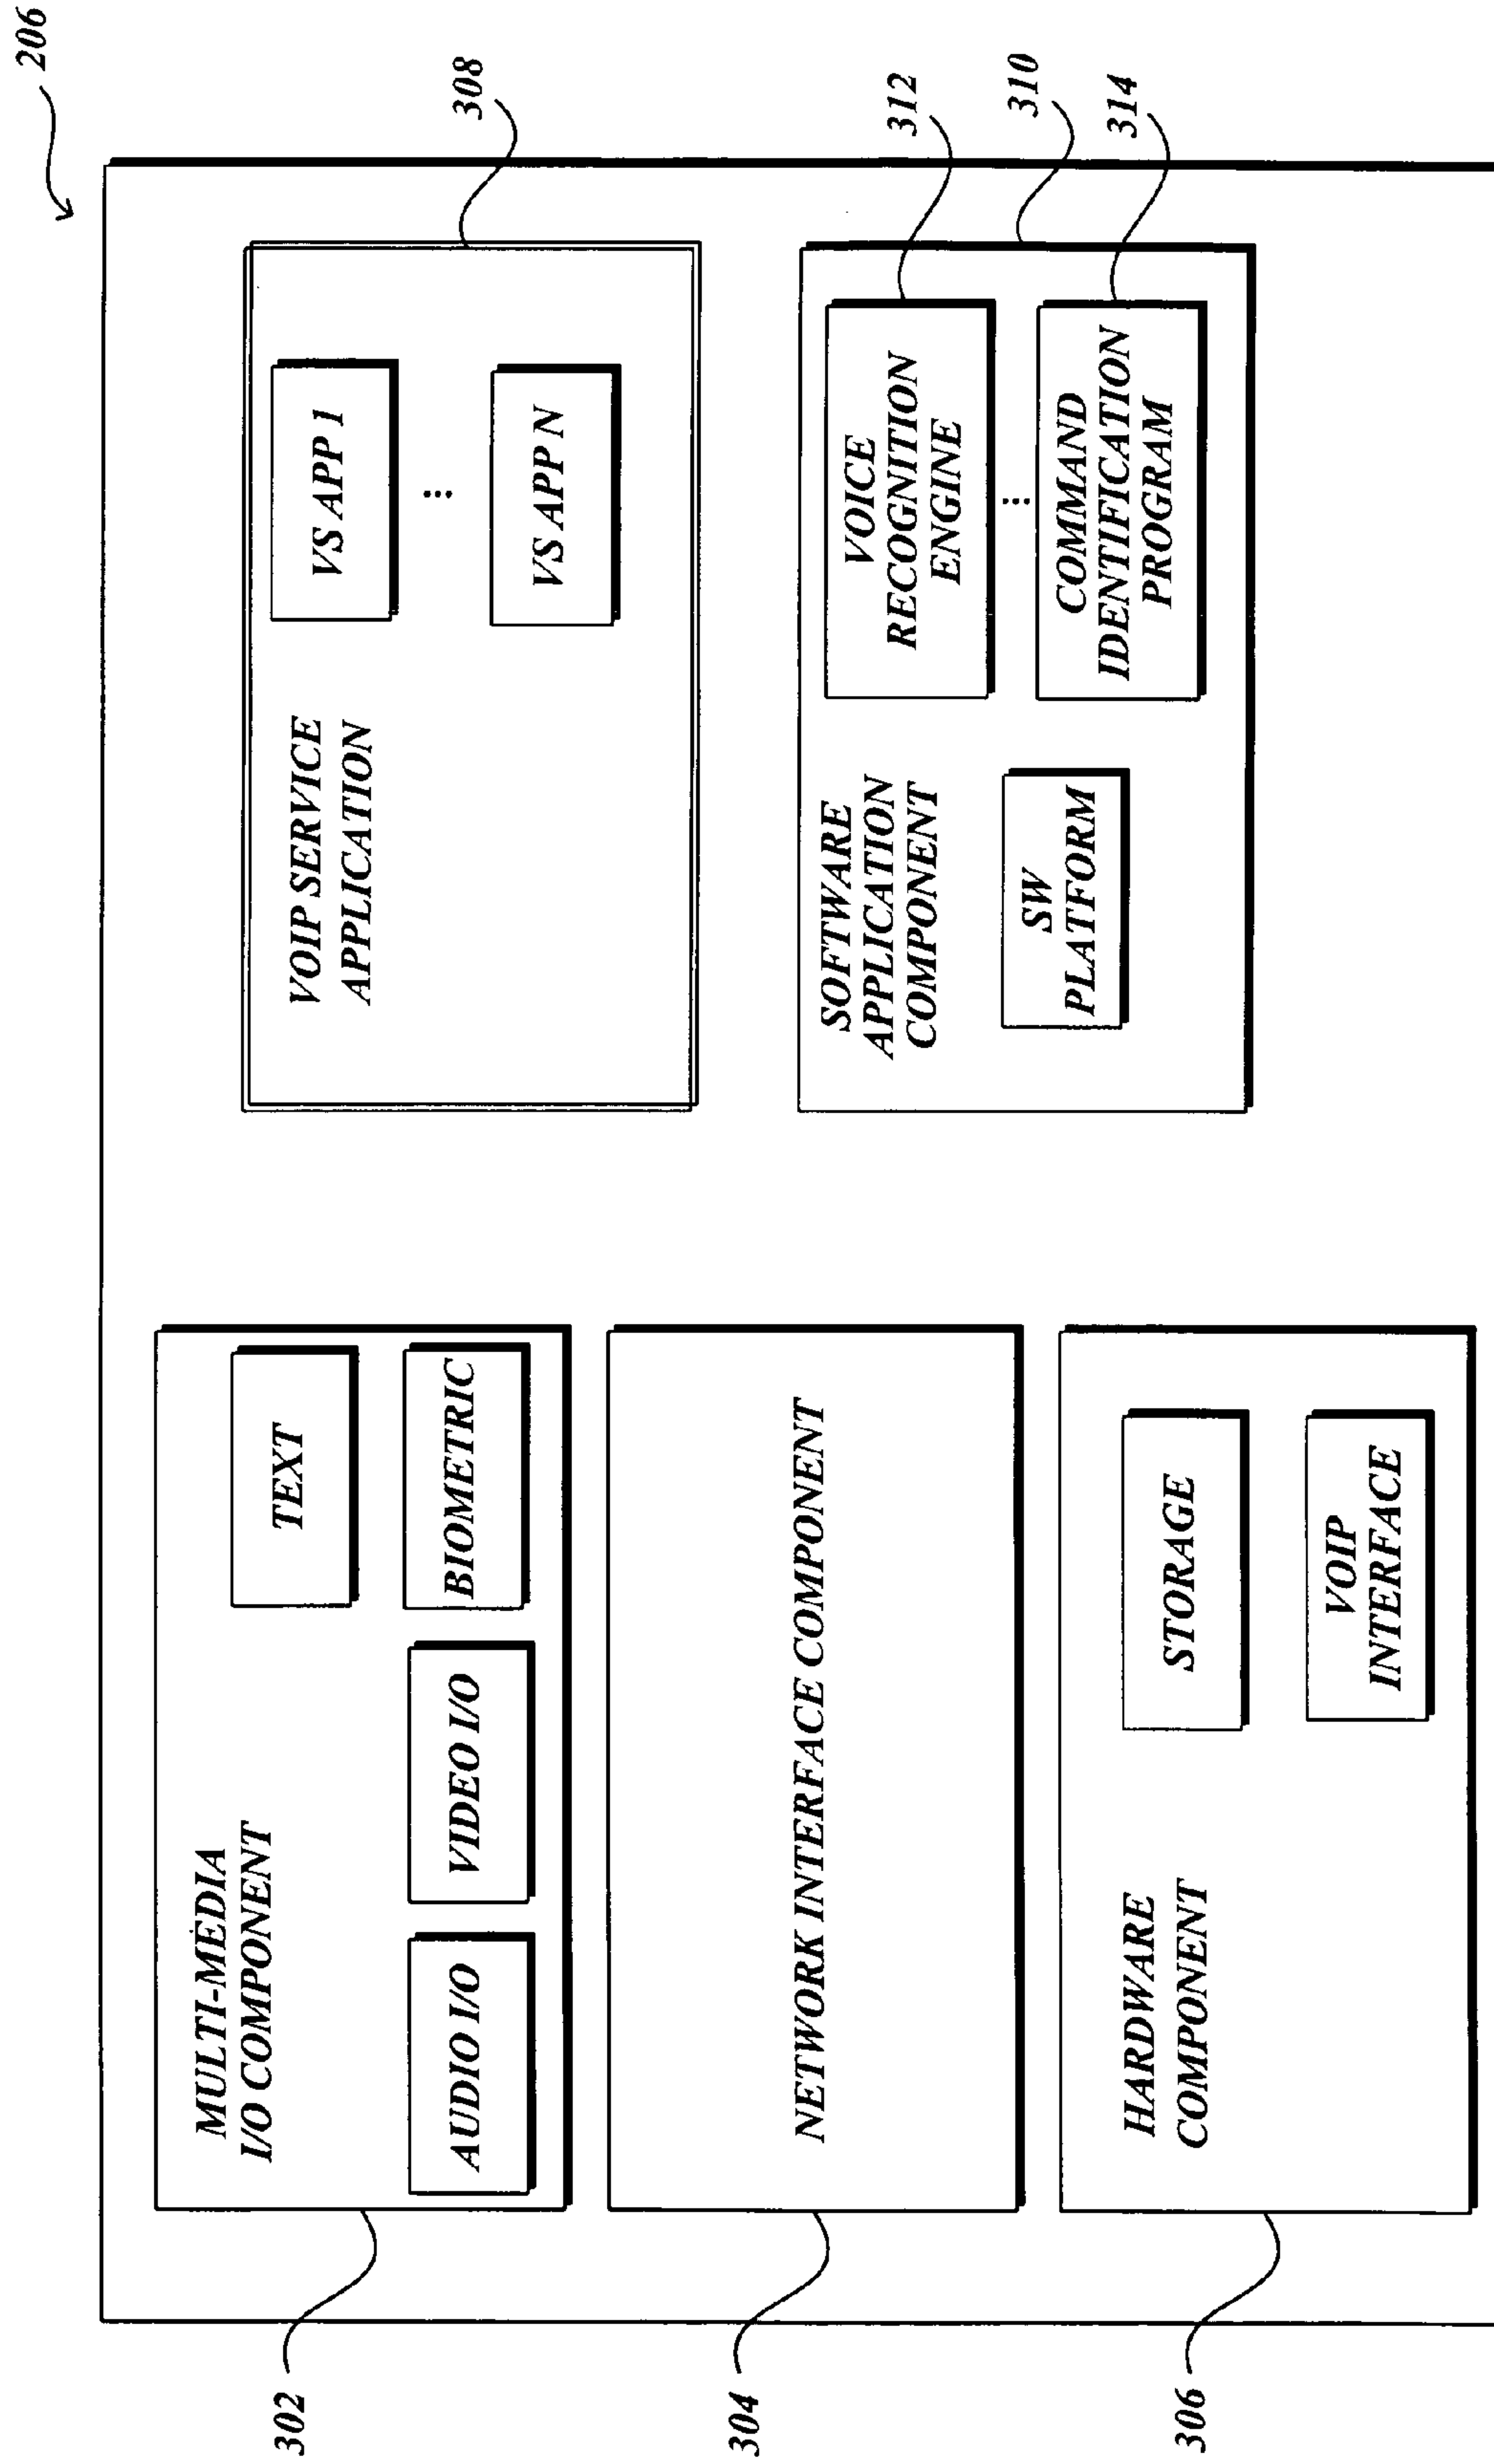 206
MULTI-MEDIA
I/O COMPONENT
TEXT
AUDIO I/O
VIDEO I/O
BIOMETRIC
302
NETWORK INTERFACE COMPONENT
304
HARDWARE
COMPONENT
STORAGE
VOIP
INTERFACE
306
VOIP SERVICE
APPLICATION
VS APP 1
...
VS APP N
308
SOFTWARE
APPLICATION
COMPONENT
SW
PLATFORM
VOICE
RECOGNITION
ENGINE
312
...
310
COMMAND
IDENTIFICATION
PROGRAM
314